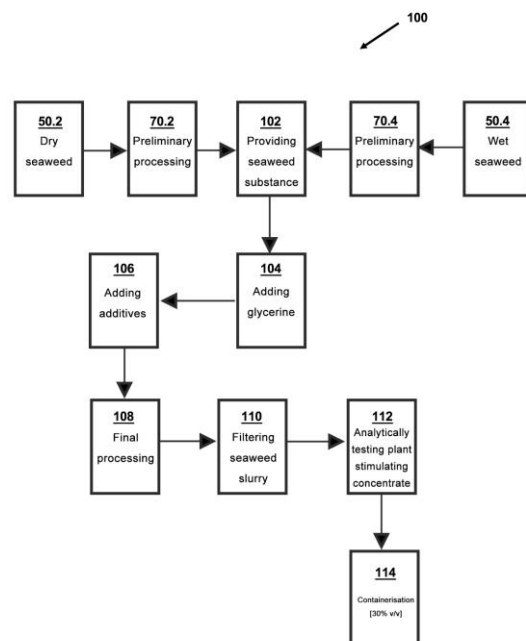 100
50.2
Dry
seaweed
70.2
Preliminary
processing
102
Providing
seaweed
substance
70.4
Preliminary
processing
50.4
Wet
seaweed
106
Adding
additives
104
Adding
glycerine
108
Final
processing
110
Filtering
seaweed
slurry
112
Analytically
testing plant
stimulating
concentrate
114
Containerisation
[30% v/v]